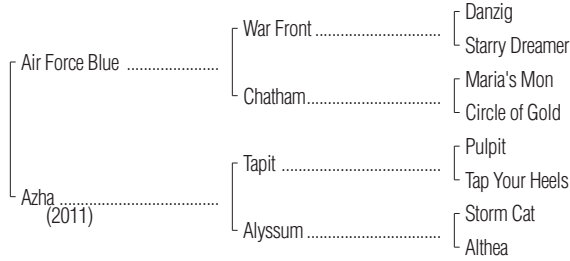 Danzig
War Front
Starry Dreamer
Air Force Blue
Maria's Mon
Chatham
Circle of Gold
Pulpit
Tapit
Tap Your Heels
Azha
(2011)
Storm Cat
Alyssum
Althea